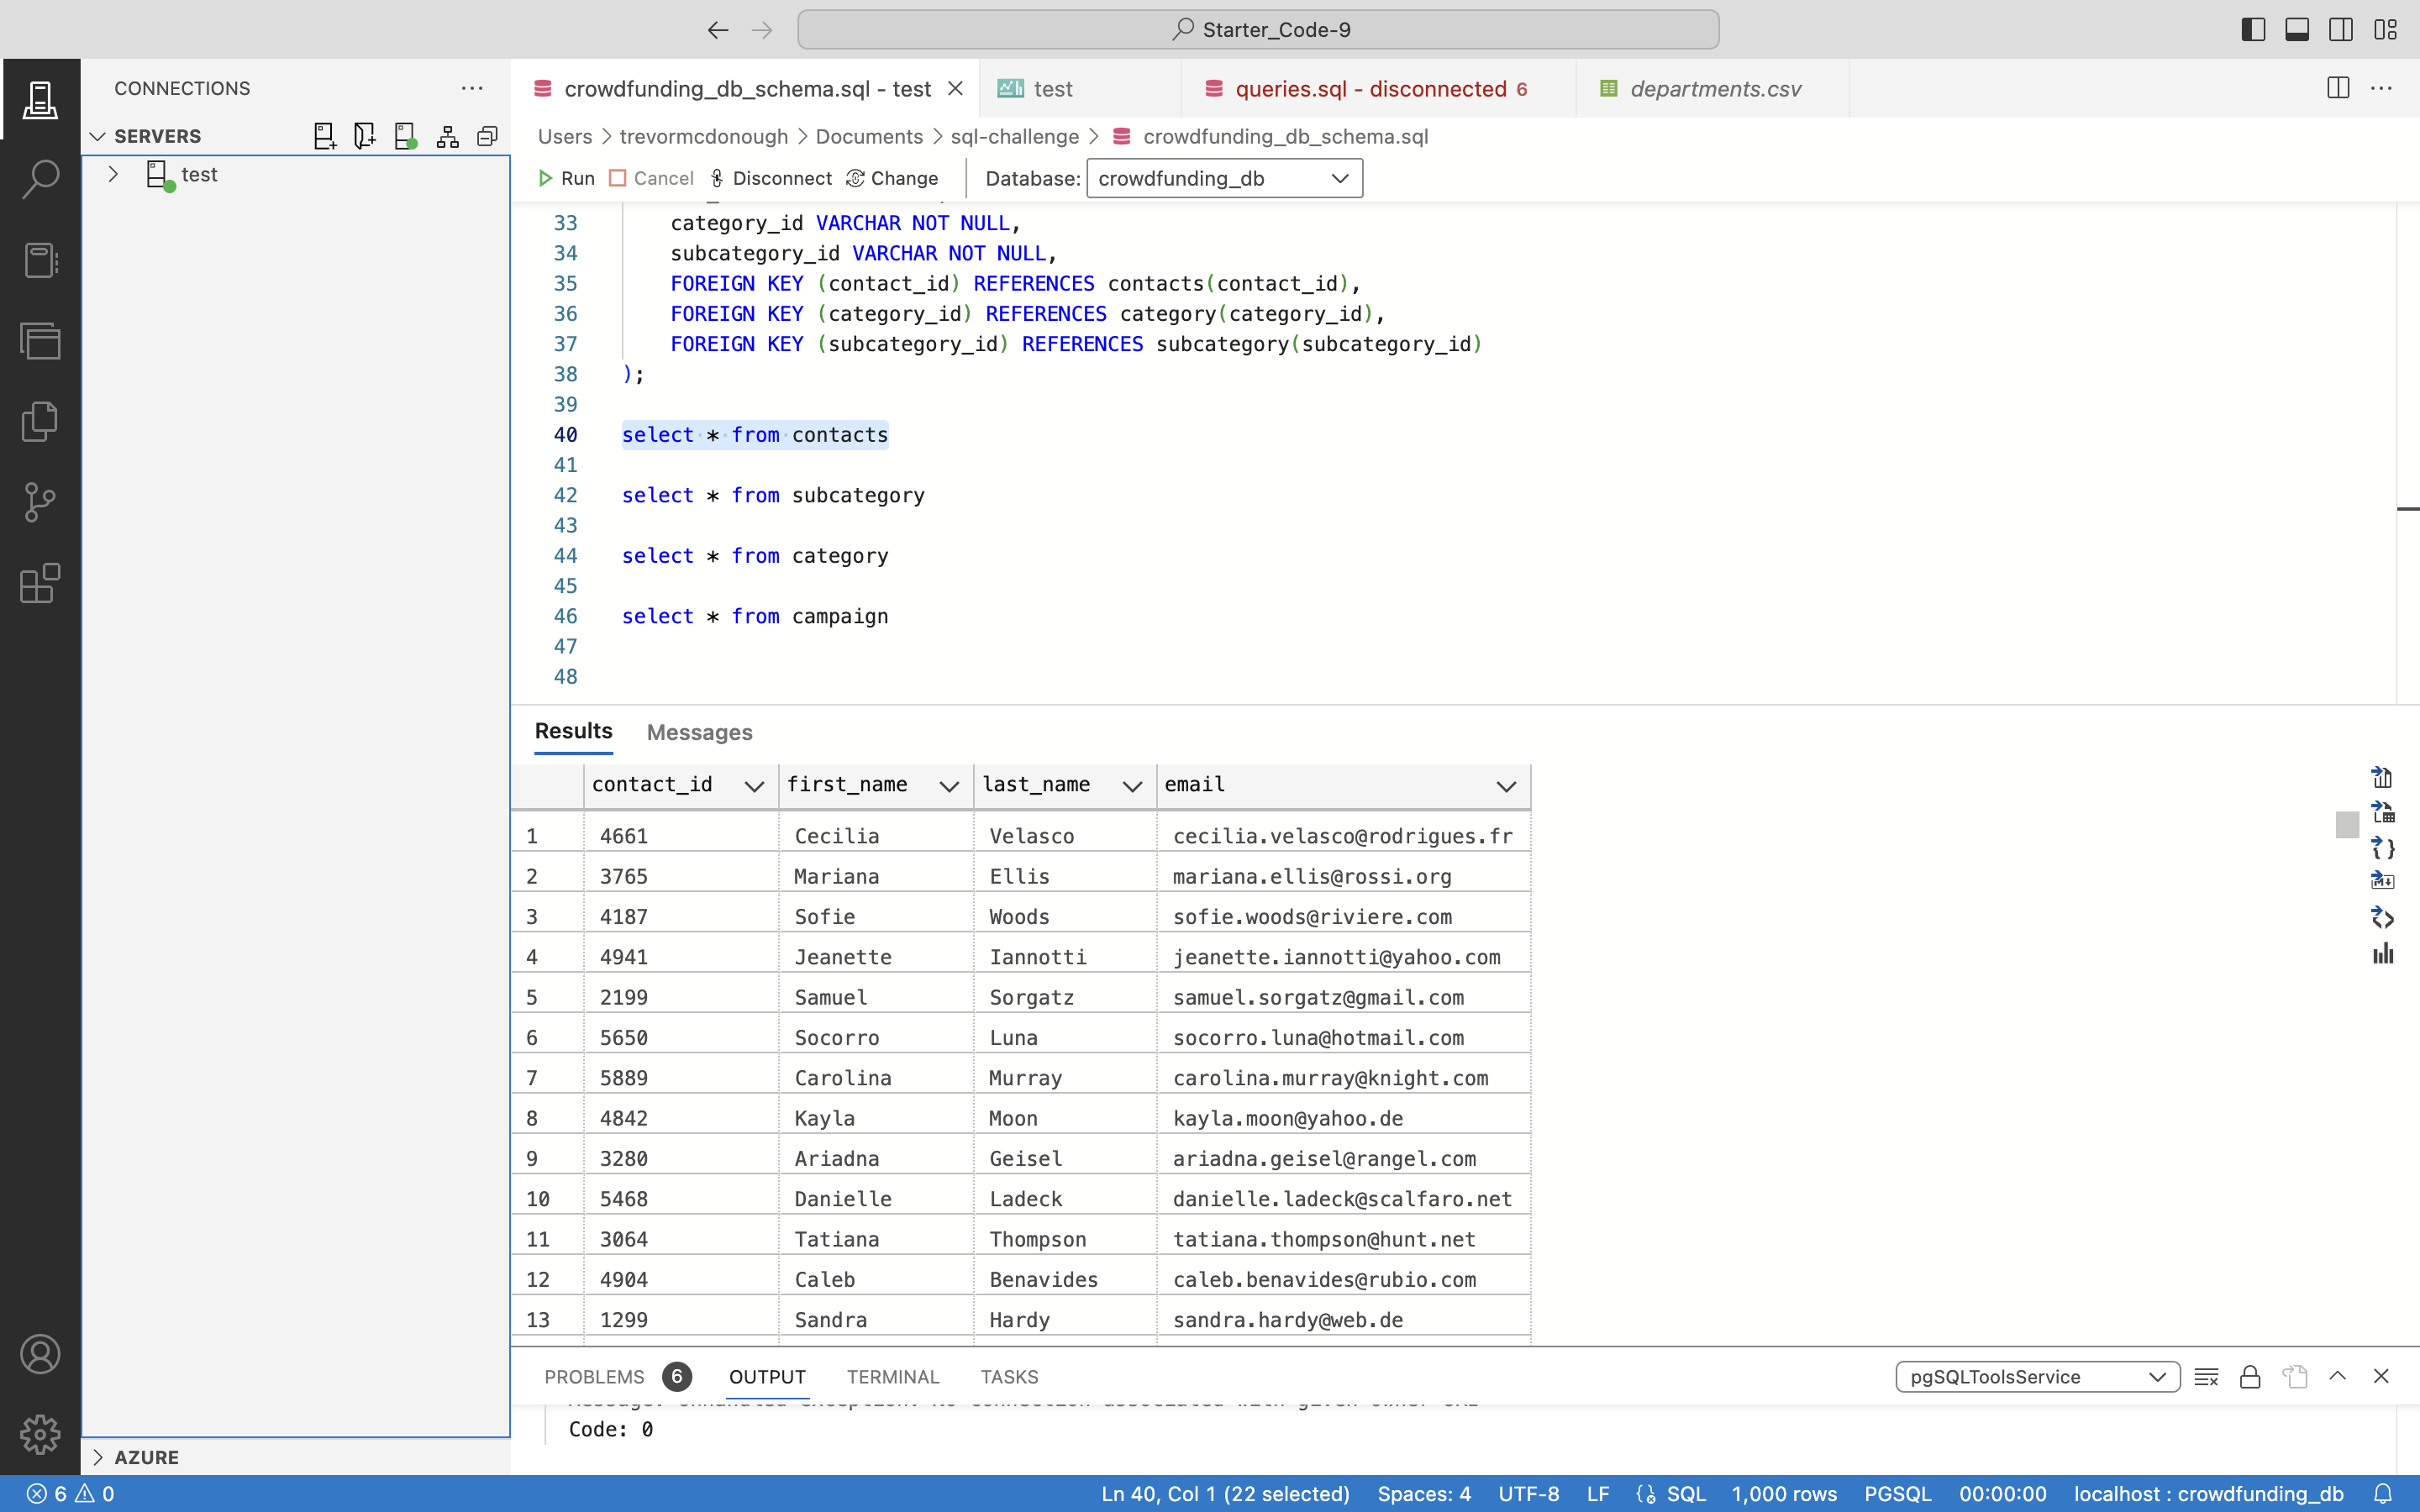 Starter_Code-9
CONNECTIONS
SERVERS
test
crowdfunding_db_schema.sql - test
test
queries.sql - disconnected 6
departments.csv
Users > trevormcdonough > Documents > sql-challenge > crowdfunding_db_schema.sql
Run Cancel Disconnect Change Database: crowdfunding_db
33 category_id VARCHAR NOT NULL,
34 subcategory_id VARCHAR NOT NULL,
35 FOREIGN KEY (contact_id) REFERENCES contacts(contact_id),
36 FOREIGN KEY (category_id) REFERENCES category(category_id),
37 FOREIGN KEY (subcategory_id) REFERENCES subcategory(subcategory_id)
38 );
39
40 select * from contacts
41
42 select * from subcategory
43
44 select * from category
45
46 select * from campaign
47
48
Results Messages
contact_id first_name last_name email
1 4661 Cecilia Velasco cecilia.velasco@rodrigues.fr
2 3765 Mariana Ellis mariana.ellis@rossi.org
3 4187 Sofie Woods sofie.woods@riviere.com
4 4941 Jeanette Iannotti jeanette.iannotti@yahoo.com
5 2199 Samuel Sorgatz samuel.sorgatz@gmail.com
6 5650 Socorro Luna socorro.luna@hotmail.com
7 5889 Carolina Murray carolina.murray@knight.com
8 4842 Kayla Moon kayla.moon@yahoo.de
9 3280 Ariadna Geisel ariadna.geisel@rangel.com
10 5468 Danielle Ladeck danielle.ladeck@scalfaro.net
11 3064 Tatiana Thompson tatiana.thompson@hunt.net
12 4904 Caleb Benavides caleb.benavides@rubio.com
13 1299 Sandra Hardy sandra.hardy@web.de
PROBLEMS 6 OUTPUT TERMINAL TASKS pgSQLToolsService
Code: 0
AZURE
6 0 Ln 40, Col 1 (22 selected) Spaces: 4 UTF-8 LF SQL 1,000 rows PGSQL 00:00:00 localhost : crowdfunding_db